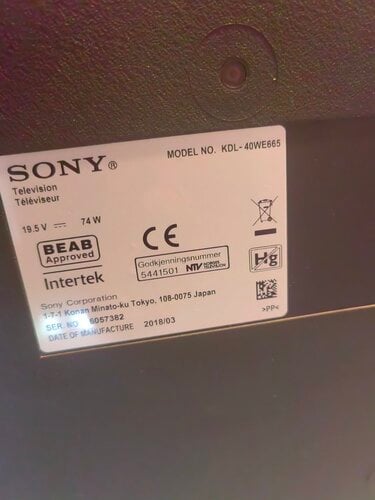 SONY®
MODEL NO. KDL-40WE665
Television
Téléviseur
19.5 V ⎓ 74 W
BEAB
Approved
Intertek
CE
Godkjenningsnummer
5441501 NTV
Hg
Sony Corporation
1-7-1 Konan Minato-ku Tokyo, 108-0075 Japan
SER. NO 6057382
DATE OF MANUFACTURE 2018/03
>PP<